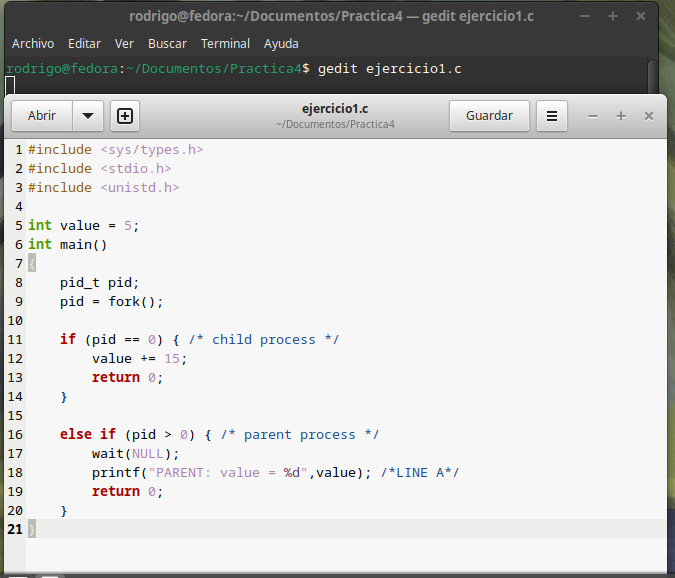 rodrigo@fedora:~/Documentos/Practica4 — gedit ejercicio1.c
Archivo Editar Ver Buscar Terminal Ayuda
rodrigo@fedora:~/Documentos/Practica4$ gedit ejercicio1.c
Abrir ejercicio1.c Guardar
~/Documentos/Practica4
1 #include <sys/types.h>
2 #include <stdio.h>
3 #include <unistd.h>
4
5 int value = 5;
6 int main()
7 {
8     pid_t pid;
9     pid = fork();
10
11     if (pid == 0) { /* child process */
12         value += 15;
13         return 0;
14     }
15
16     else if (pid > 0) { /* parent process */
17         wait(NULL);
18         printf("PARENT: value = %d",value); /*LINE A*/
19         return 0;
20     }
21 }